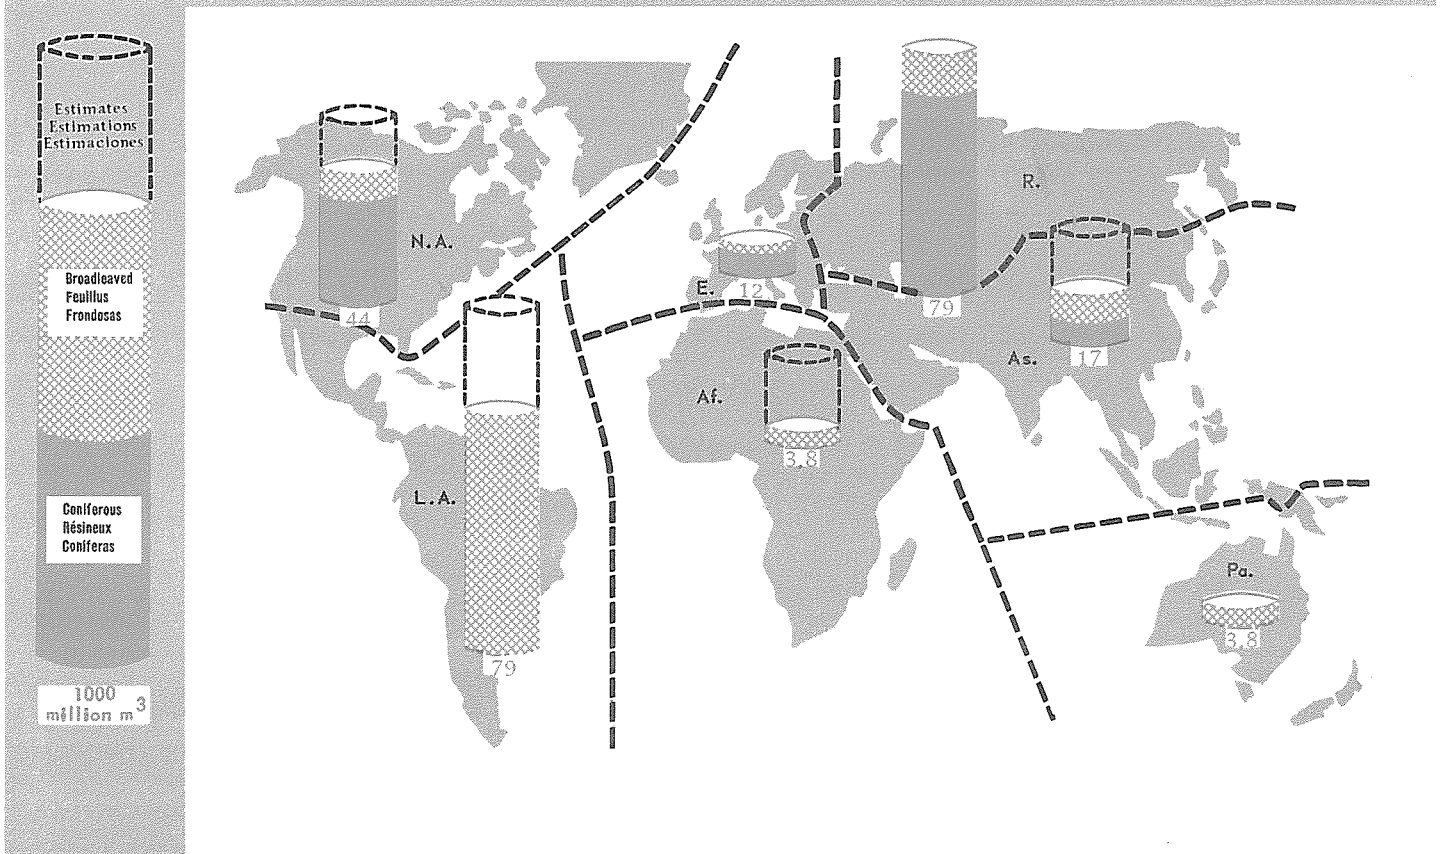 Estimates
Estimations
Estimaciones
Broadleaved
Feuillus
Frondosas
Coniferous
Résineux
Coníferas
1000
million m³
N.A.
44
L.A.
79
E.
12
Af.
3,8
R.
79
As.
17
Pa.
3,8